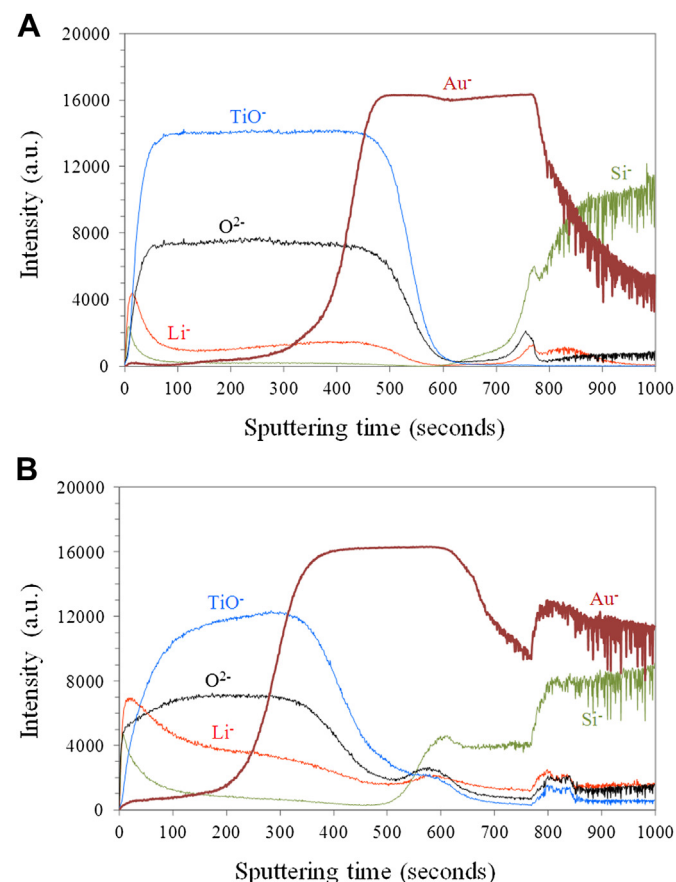 A
20000
16000
12000
8000
4000
0
Intensity (a.u.)
TiO⁻
Au⁻
Si⁻
O²⁻
Li⁻
0 100 200 300 400 500 600 700 800 900 1000
Sputtering time (seconds)
B
20000
16000
12000
8000
4000
0
Intensity (a.u.)
TiO⁻
Au⁻
O²⁻
Li⁻
Si⁻
0 100 200 300 400 500 600 700 800 900 1000
Sputtering time (seconds)